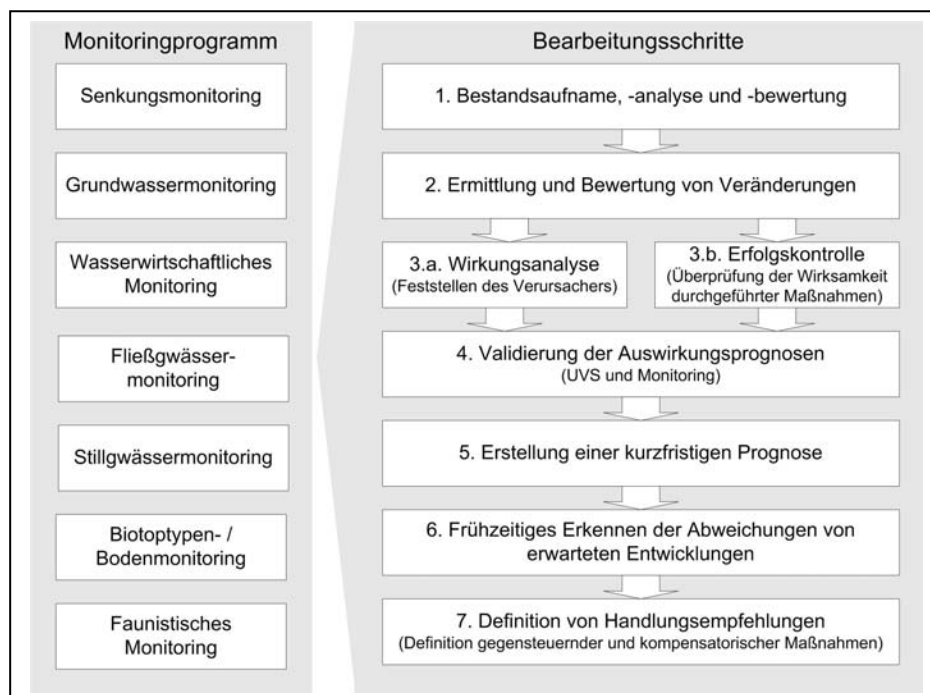 Monitoringprogramm
Senkungsmonitoring
Grundwassermonitoring
Wasserwirtschaftliches
Monitoring
Fließgwässer-
monitoring
Stillgwässermonitoring
Biotoptypen- /
Bodenmonitoring
Faunistisches
Monitoring
Bearbeitungsschritte
1. Bestandsaufname, -analyse und -bewertung
2. Ermittlung und Bewertung von Veränderungen
3.a. Wirkungsanalyse
(Feststellen des Verursachers)
3.b. Erfolgskontrolle
(Überprüfung der Wirksamkeit
durchgeführter Maßnahmen)
4. Validierung der Auswirkungsprognosen
(UVS und Monitoring)
5. Erstellung einer kurzfristigen Prognose
6. Frühzeitiges Erkennen der Abweichungen von
erwarteten Entwicklungen
7. Definition von Handlungsempfehlungen
(Definition gegensteuernder und kompensatorischer Maßnahmen)